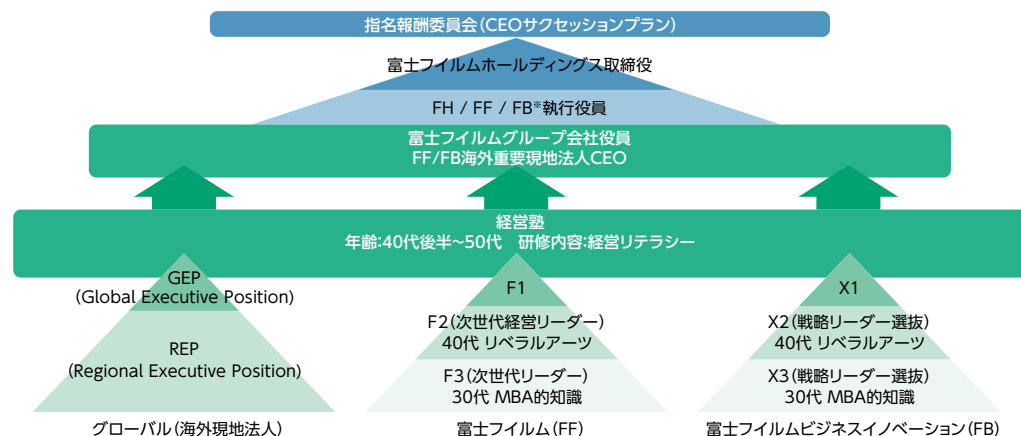 指名報酬委員会(CEOサクセッションプラン)
富士フイルムホールディングス取締役
FH / FF / FB※執行役員
富士フイルムグループ会社役員
FF/FB海外重要現地法人CEO
経営塾
年齢:40代後半~50代 研修内容:経営リテラシー
GEP
(Global Executive Position)
REP
(Regional Executive Position)
グローバル(海外現地法人)
F1
F2(次世代経営リーダー)
40代 リベラルアーツ
F3(次世代リーダー)
30代 MBA的知識
富士フイルム(FF)
X1
X2(戦略リーダー選抜)
40代 リベラルアーツ
X3(戦略リーダー選抜)
30代 MBA的知識
富士フイルムビジネスイノベーション(FB)